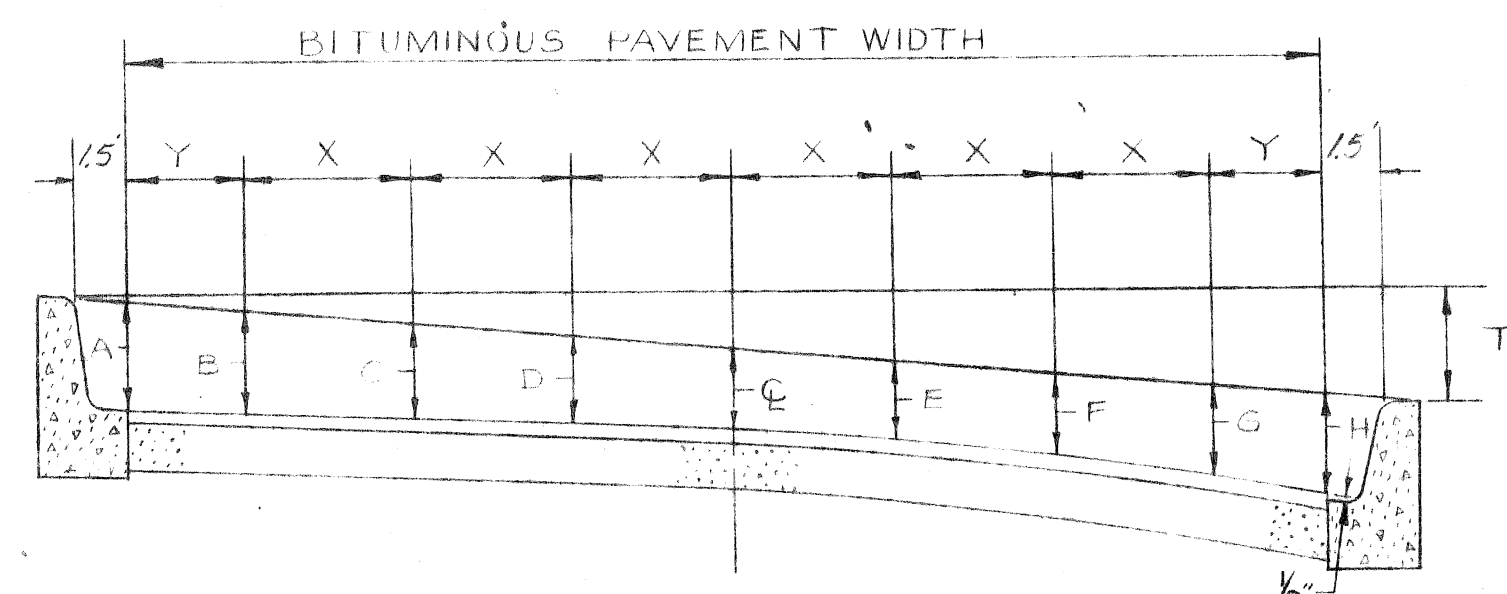 BITUMINOUS PAVEMENT WIDTH
1.5' Y X X X X X X Y 1.5'
T
A B C D ℄ E F G H
1/2"